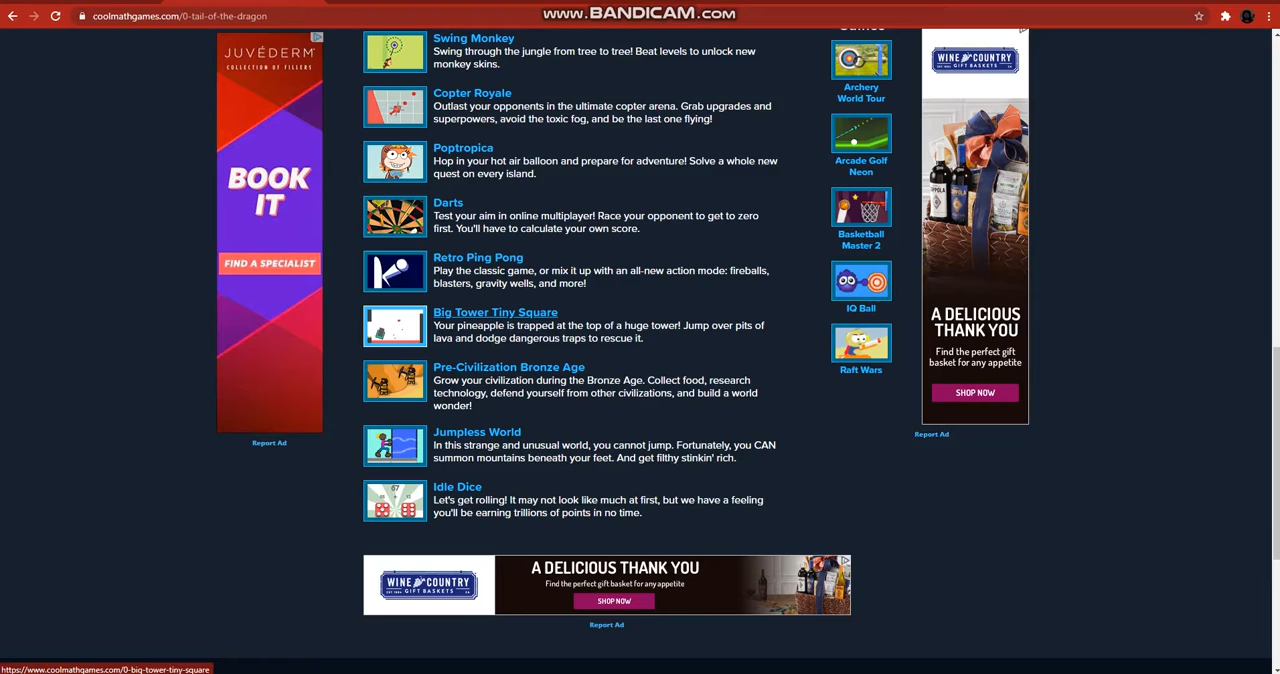 coolmathgames.com/0-tail-of-the-dragon
www.BANDICAM.com
JUVÉDERM
COLLECTION OF FILLERS
BOOK
IT
FIND A SPECIALIST
Report Ad
Swing Monkey
Swing through the jungle from tree to tree! Beat levels to unlock new
monkey skins.
Copter Royale
Outlast your opponents in the ultimate copter arena. Grab upgrades and
superpowers, avoid the toxic fog, and be the last one flying!
Poptropica
Hop in your hot air balloon and prepare for adventure! Solve a whole new
quest on every island.
Darts
Test your aim in online multiplayer! Race your opponent to get to zero
first. You'll have to calculate your own score.
Retro Ping Pong
Play the classic game, or mix it up with an all-new action mode: fireballs,
blasters, gravity wells, and more!
Big Tower Tiny Square
Your pineapple is trapped at the top of a huge tower! Jump over pits of
lava and dodge dangerous traps to rescue it.
Pre-Civilization Bronze Age
Grow your civilization during the Bronze Age. Collect food, research
technology, defend yourself from other civilizations, and build a world
wonder!
Jumpless World
In this strange and unusual world, you cannot jump. Fortunately, you CAN
summon mountains beneath your feet. And get filthy stinkin' rich.
67
Idle Dice
Let's get rolling! It may not look like much at first, but we have a feeling
you'll be earning trillions of points in no time.
Archery
World Tour
Arcade Golf
Neon
Basketball
Master 2
IQ Ball
Raft Wars
WINE COUNTRY
GIFT BASKETS
COPPOLA
A DELICIOUS
THANK YOU
Find the perfect gift
basket for any appetite
SHOP NOW
Report Ad
WINE COUNTRY
GIFT BASKETS
A DELICIOUS THANK YOU
Find the perfect gift basket for any appetite
SHOP NOW
Report Ad
https://www.coolmathgames.com/0-big-tower-tiny-square